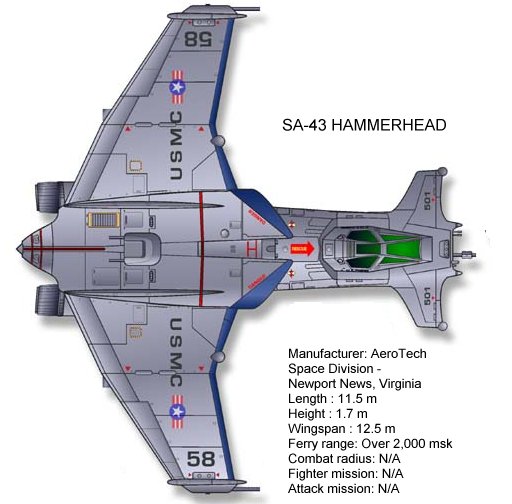 58
USMC
SA-43 HAMMERHEAD
501
DANGER
RESCUE
H
DANGER
501
USMC
58
Manufacturer: AeroTech
Space Division -
Newport News, Virginia
Length : 11.5 m
Height : 1.7 m
Wingspan : 12.5 m
Ferry range: Over 2,000 msk
Combat radius: N/A
Fighter mission: N/A
Attack mission: N/A